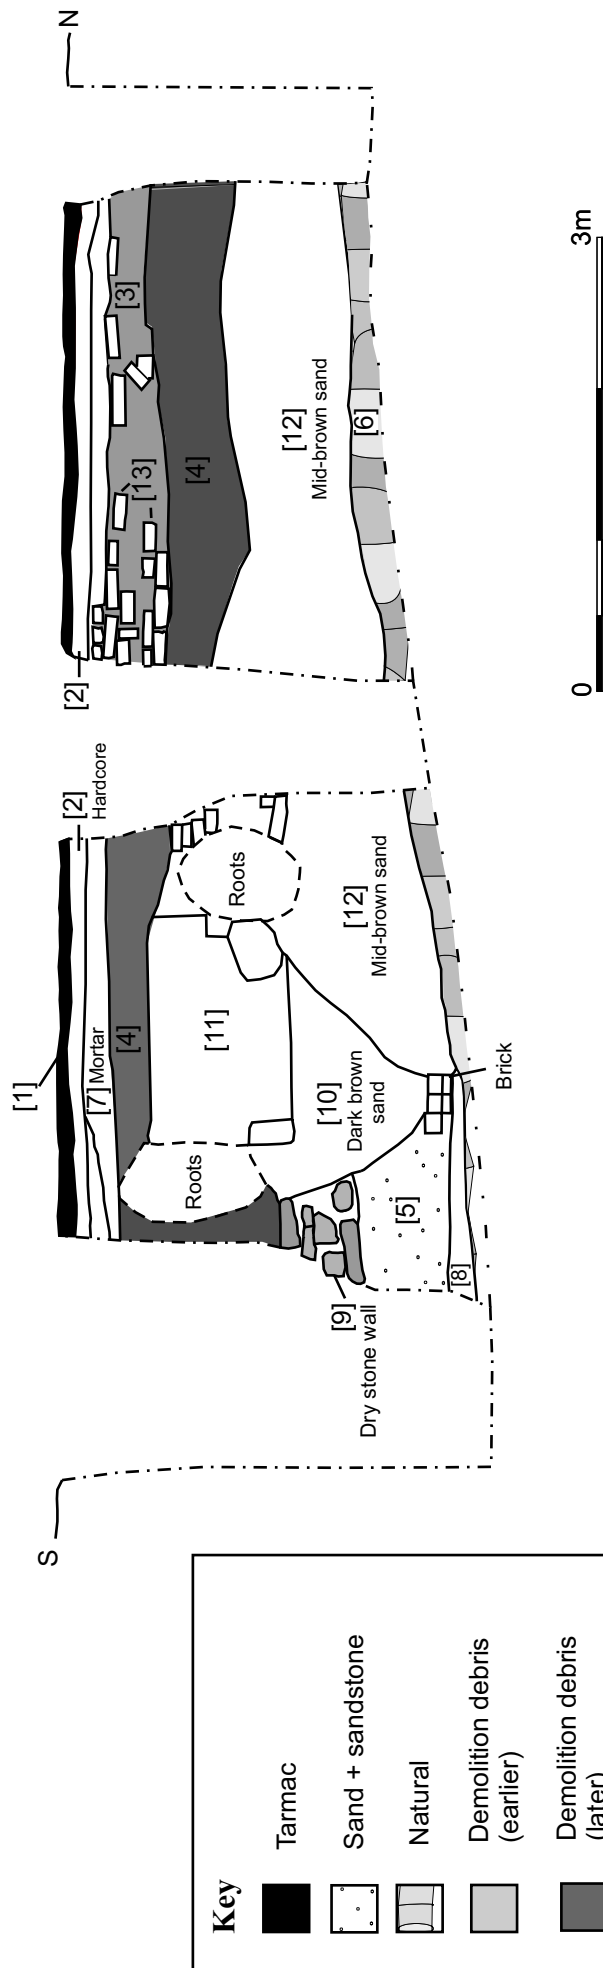 S
N
[1]
[2]
Hardcore
[2]
[7] Mortar
[3]
[4]
[13]
[4]
Roots
[11]
Roots
[12]
Mid-brown sand
[9]
Dry stone wall
[10]
Dark brown
sand
[12]
Mid-brown sand
[6]
[5]
[8]
Brick
0
3m
Key
Tarmac
Sand + sandstone
Natural
Demolition debris
(earlier)
Demolition debris
(later)